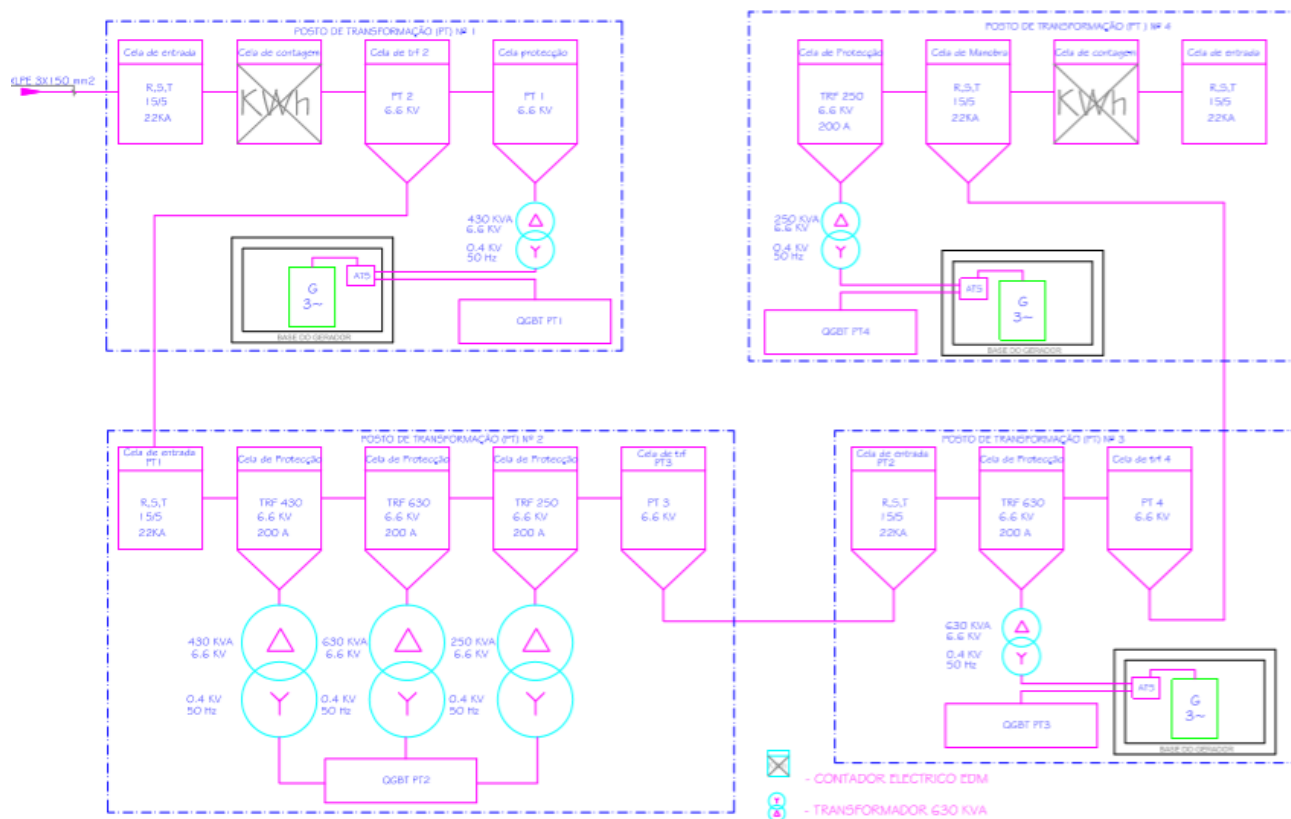 POSTO DE TRANSFORMAÇÃO (PT) Nº 1
Cela de entrada
Cela de contagem
Cela de trf 2
Cela protecção
XLPE 3X150 mm2
R,S,T
15/5
22KA
KWh
PT 2
6.6 KV
PT 1
6.6 KV
430 KVA
6.6 KV
0.4 KV
50 Hz
ATS
G
3~
BASE DO GERADOR
QGBT PT1
POSTO DE TRANSFORMAÇÃO (PT ) Nº 4
Cela de Protecção
Cela de Manobra
Cela de contagem
Cela de entrada
TRF 250
6.6 KV
200 A
R,S,T
15/5
22KA
KWh
R,S,T
15/5
22KA
250 KVA
6.6 KV
0.4 KV
50 Hz
ATS
G
3~
BASE DO GERADOR
QGBT PT4
POSTO DE TRANSFORMAÇÃO (PT) Nº 2
Cela de entrada
PT1
Cela de Protecção
Cela de Protecção
Cela de Protecção
Cela de trf
PT3
R,S,T
15/5
22KA
TRF 430
6.6 KV
200 A
TRF 630
6.6 KV
200 A
TRF 250
6.6 KV
200 A
PT 3
6.6 KV
430 KVA
6.6 KV
630 KVA
6.6 KV
250 KVA
6.6 KV
0.4 KV
50 Hz
0.4 KV
50 Hz
0.4 KV
50 Hz
QGBT PT2
POSTO DE TRANSFORMAÇÃO (PT) Nº 3
Cela de entrada
PT2
Cela de Protecção
Cela de trf 4
R,S,T
15/5
22KA
TRF 630
6.6 KV
200 A
PT 4
6.6 KV
630 KVA
6.6 KV
0.4 KV
50 Hz
ATS
G
3~
BASE DO GERADOR
QGBT PT3
- CONTADOR ELECTRICO EDM
- TRANSFORMADOR 630 KVA